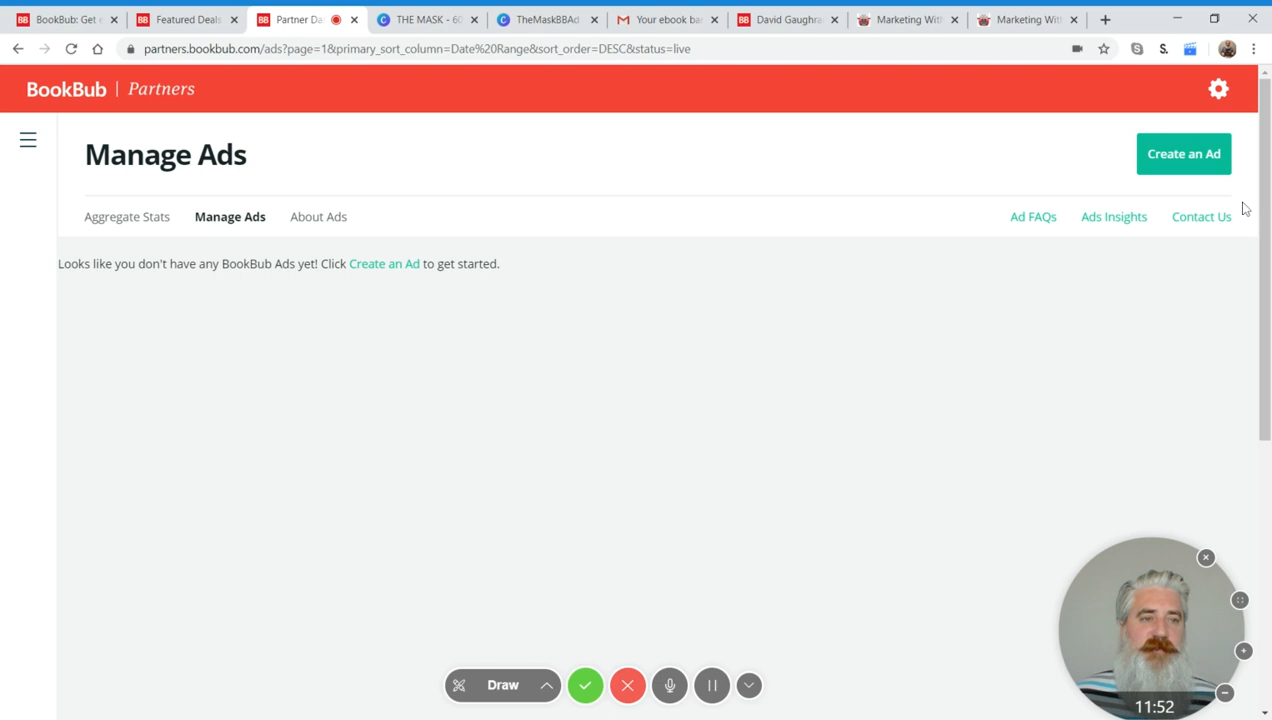 BookBub: Get e
Featured Deals
Partner Da
THE MASK - 60
TheMaskBBAd
Your ebook ba
David Gaughra
Marketing Wit
Marketing Wit
partners.bookbub.com/ads?page=1&primary_sort_column=Date%20Range&sort_order=DESC&status=live
BookBub | Partners
Manage Ads
Create an Ad
Aggregate Stats
Manage Ads
About Ads
Ad FAQs
Ads Insights
Contact Us
Looks like you don't have any BookBub Ads yet! Click Create an Ad to get started.
Draw
11:52